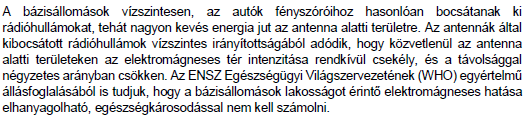 A bázisállomások vízszintesen, az autók fényszóróihoz hasonlóan bocsátanak ki
rádióhullámokat, tehát nagyon kevés energia jut az antenna alatti területre. Az antennák által
kibocsátott rádióhullámok vízszintes irányítottságából adódik, hogy közvetlenül az antenna
alatti területeken az elektromágneses tér intenzitása rendkívül csekély, és a távolsággal
négyzetes arányban csökken. Az ENSZ Egészségügyi Világszervezetének (WHO) egyértelmű
állásfoglalásából is tudjuk, hogy a bázisállomások lakosságot érintő elektromágneses hatása
elhanyagolható, egészségkárosodással nem kell számolni.